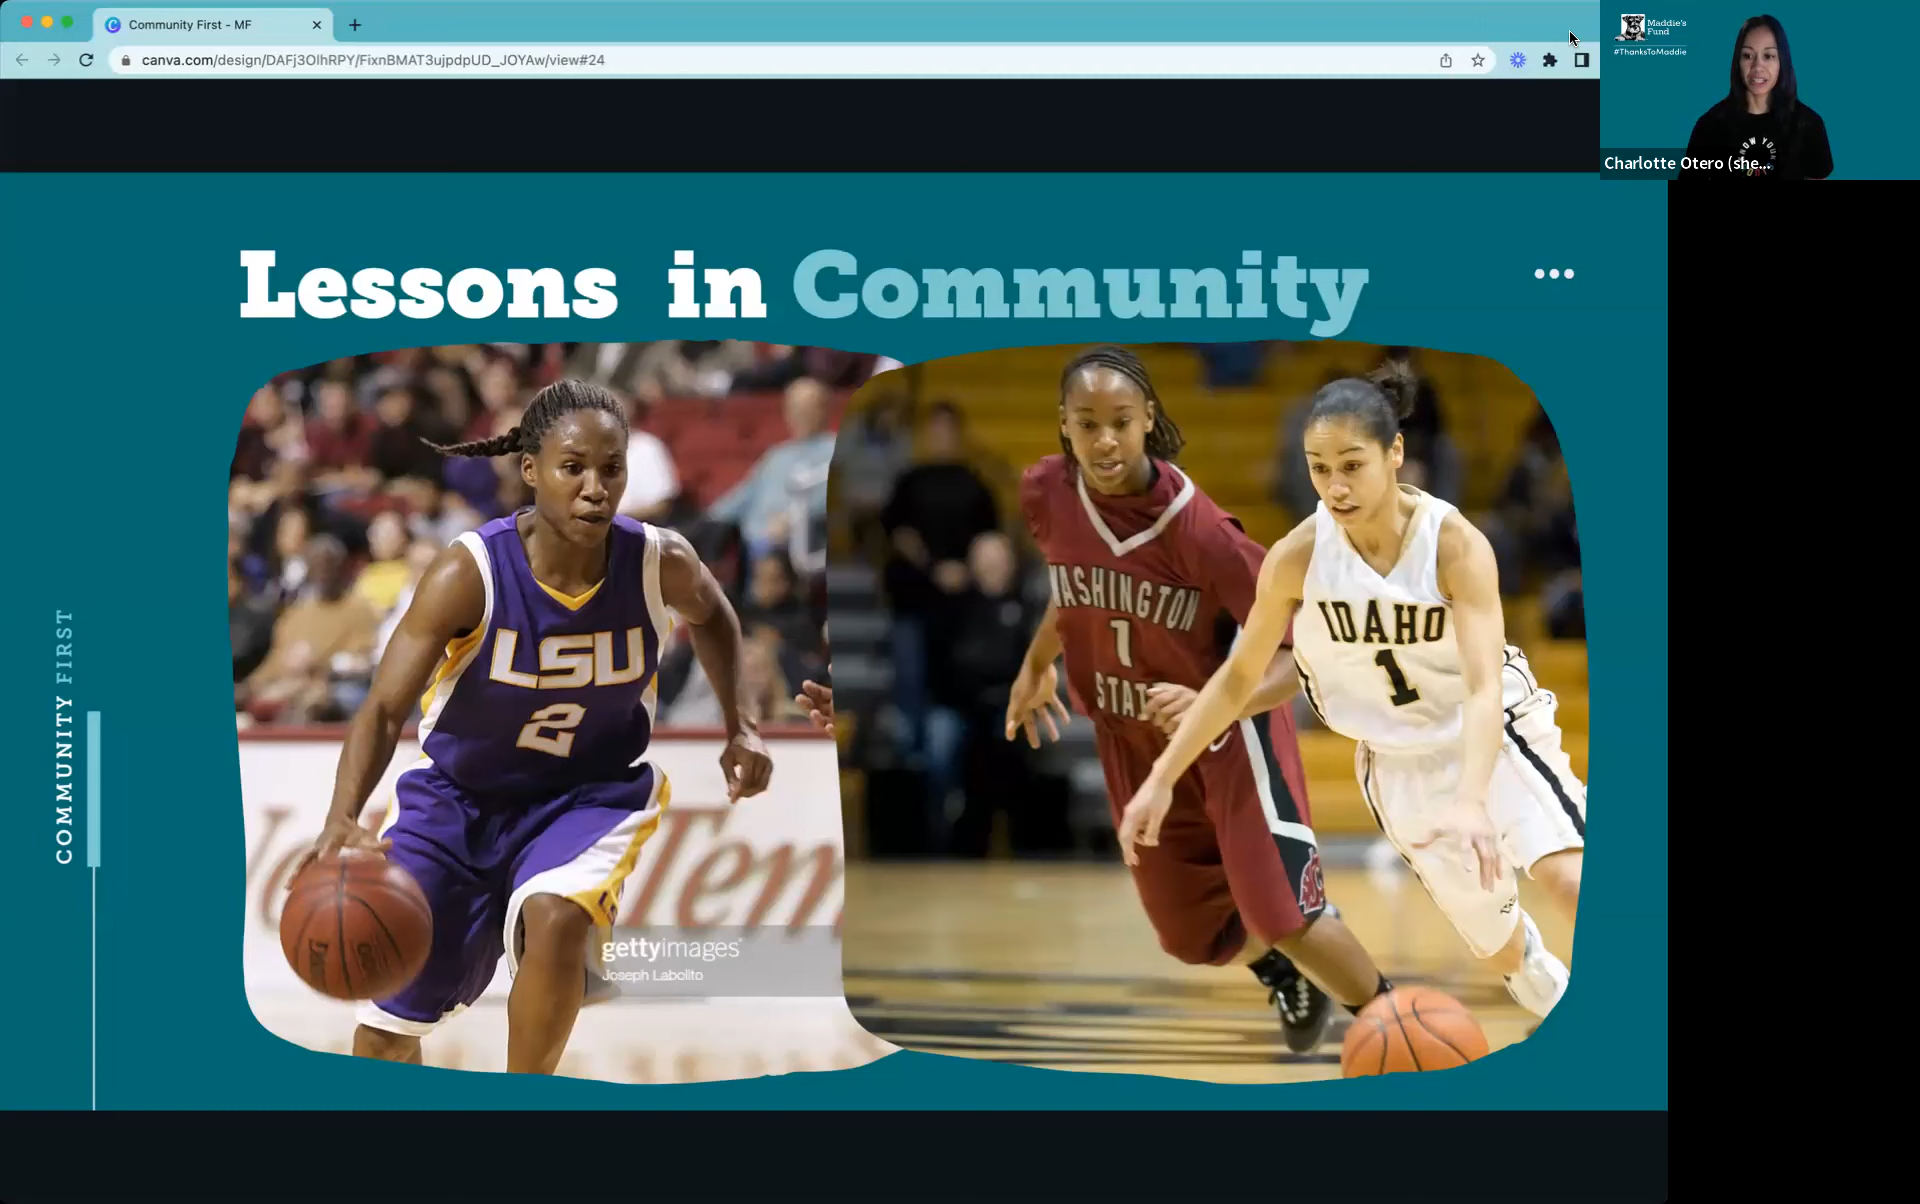 Community First - MF
canva.com/design/DAFj3OlhRPY/FixnBMAT3ujpdpUD_JOYAw/view#24
Maddie's
Fund
#ThanksToMaddie
Charlotte Otero (she...
Lessons in Community
COMMUNITY FIRST
LSU
2
WASHINGTON
1
STAT
IDAHO
1
Tem
gettyimages
Joseph Labolito